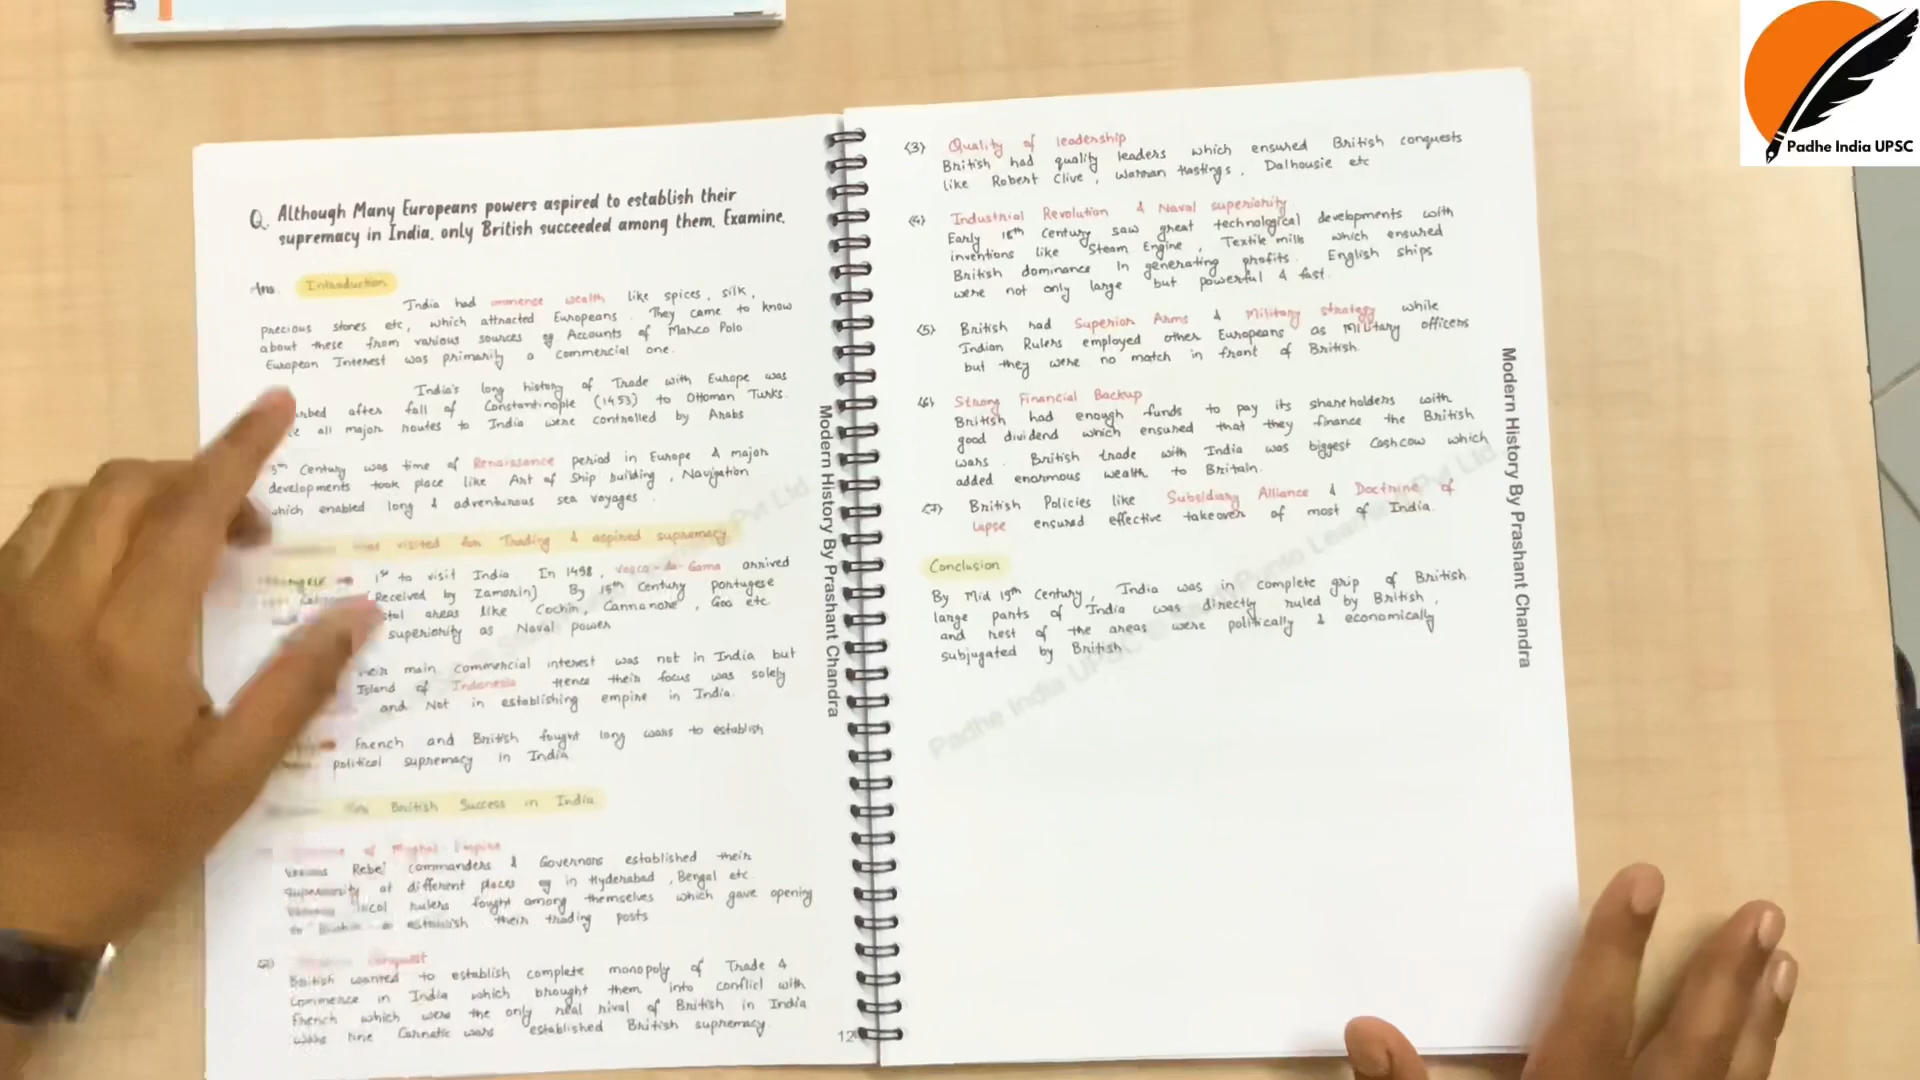 Padhe India UPSC
Q. Although Many Europeans powers aspired to establish their
supremacy in India, only British succeeded among them. Examine.
Ans. Introduction
India had immense wealth like spices, silk,
precious stones etc, which attracted Europeans. They came to know
about these from various sources eg Accounts of Marco Polo.
European Interest was primarily a commercial one.
India's long history of Trade with Europe was
after fall of Constantinople (1453) to Ottoman Turks.
all major routes to India were controlled by Arabs
Century was time of Renaissance period in Europe & major
developments took place like Art of Ship building, Navigation
which enabled long & adventurous sea voyages.
visited for Trading & aspired supremacy
1st to visit India. In 1498, Vasco-da-Gama arrived
(Received by Zamorin) By 15th Century portugese
areas like Cochin, Cannanore, Goa etc.
superiority as Naval power
main commercial interest was not in India but
Island of Indonesia. Hence their focus was solely
and Not in establishing empire in India.
French and British fought long wars to establish
political supremacy in India
British Success in India
of Mughal Empire
Rebel commanders & Governors established their
superiority at different places eg in Hyderabad, Bengal etc.
rulers fought among themselves which gave opening
to establish their trading posts
(2) Conquest
British wanted to establish complete monopoly of Trade &
Commerce in India which brought them into conflict with
French which were the only real rival of British in India
wars like Carnatic wars established British supremacy.
12
Modern History By Prashant Chandra
(3) Quality of leadership
British had quality leaders which ensured British conquests
like Robert Clive, Warran Hastings, Dalhousie etc
(4) Industrial Revolution & Naval superiority
Early 18th Century saw great technological developments with
inventions like Steam Engine, Textile mills which ensured
British dominance In generating profits. English ships
were not only large but powerful & fast.
(5) British had Superior Arms & Military strategy while
Indian Rulers employed other Europeans as Military officers
but they were no match in front of British.
(6) Strong Financial Backup
British had enough funds to pay its shareholders with
good dividend which ensured that they finance the British
wars. British trade with India was biggest Cashcow which
added enormous wealth to Britain.
(7) British Policies like Subsidiary Alliance & Doctrine of
lapse ensured effective takeover of most of India.
Conclusion
By Mid 19th Century, India was in complete grip of British
large parts of India was directly ruled by British,
and rest of the areas were politically & economically
subjugated by British
Modern History By Prashant Chandra